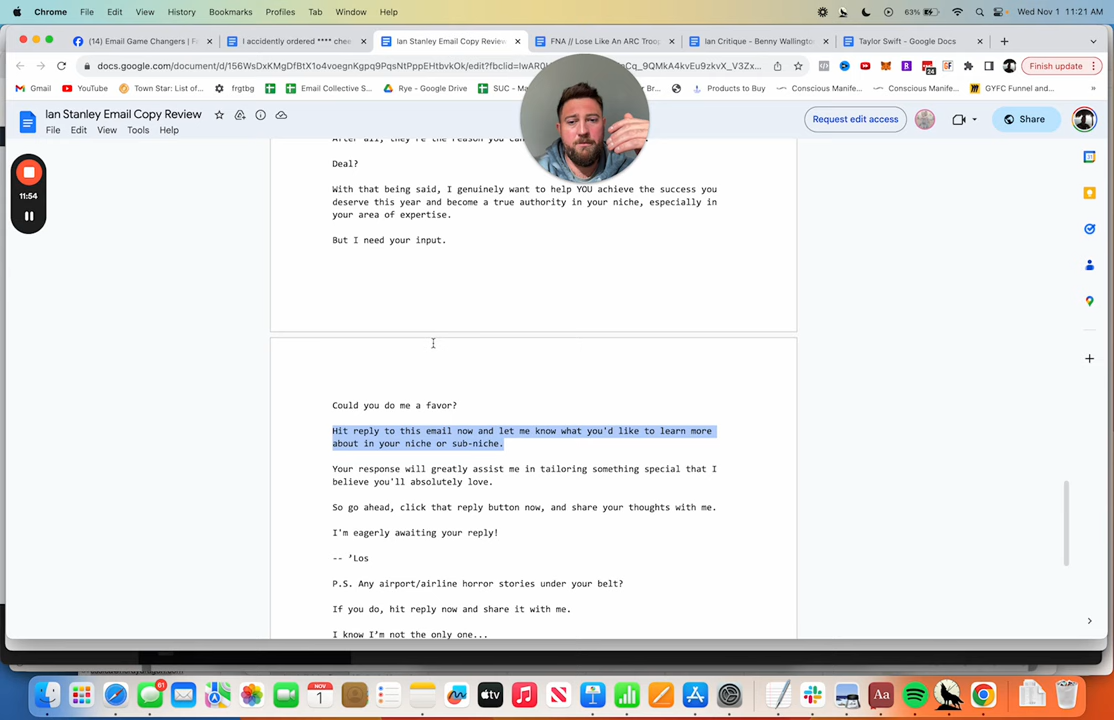 Chrome File Edit View History Bookmarks Profiles Tab Window Help 63% Wed Nov 1 11:21 AM
(14) Email Game Changers | F
I accidently ordered **** chee
Ian Stanley Email Copy Review
FNA // Lose Like An ARC Troop
Ian Critique - Benny Wallingto
Taylor Swift - Google Docs
docs.google.com/document/d/156WsDxKMgDfBtX1o4voegnKgpq9PqsNtPppEHtbvkOk/edit?fbclid=
Finish update
24
Gmail YouTube Town Star: List of... frgtbg Email Collective S... Rye - Google Drive SUC - M Products to Buy Conscious Manife... Conscious Manife... GYFC Funnel and...
Ian Stanley Email Copy Review
File Edit View Tools Help
Request edit access
Share
11:54
Deal?
With that being said, I genuinely want to help YOU achieve the success you
deserve this year and become a true authority in your niche, especially in
your area of expertise.
But I need your input.
Could you do me a favor?
Hit reply to this email now and let me know what you'd like to learn more
about in your niche or sub-niche.
Your response will greatly assist me in tailoring something special that I
believe you'll absolutely love.
So go ahead, click that reply button now, and share your thoughts with me.
I'm eagerly awaiting your reply!
-- ’Los
P.S. Any airport/airline horror stories under your belt?
If you do, hit reply now and share it with me.
I know I’m not the only one...
61
NOV
1
tv
Aa